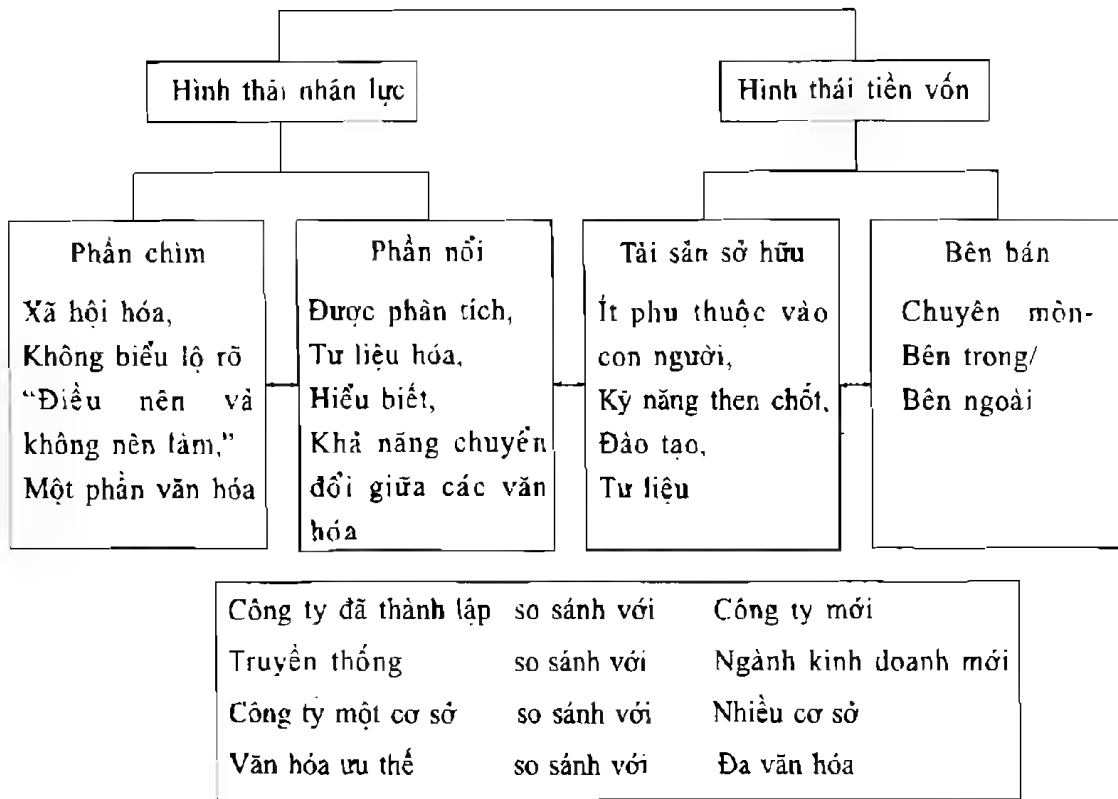 Hình thái nhân lực
Hình thái tiền vốn
Phần chìm
Xã hội hóa,
Không biểu lộ rõ
“Điều nên và
không nên làm,”
Một phần văn hóa
Phần nổi
Được phân tích,
Tư liệu hóa,
Hiểu biết,
Khả năng chuyển
đổi giữa các văn
hóa
Tài sản sở hữu
Ít phụ thuộc vào
con người,
Kỹ năng then chốt,
Đào tạo,
Tư liệu
Bên bán
Chuyên môn-
Bên trong/
Bên ngoài
Công ty đã thành lập so sánh với Công ty mới
Truyền thống so sánh với Ngành kinh doanh mới
Công ty một cơ sở so sánh với Nhiều cơ sở
Văn hóa ưu thế so sánh với Đa văn hóa